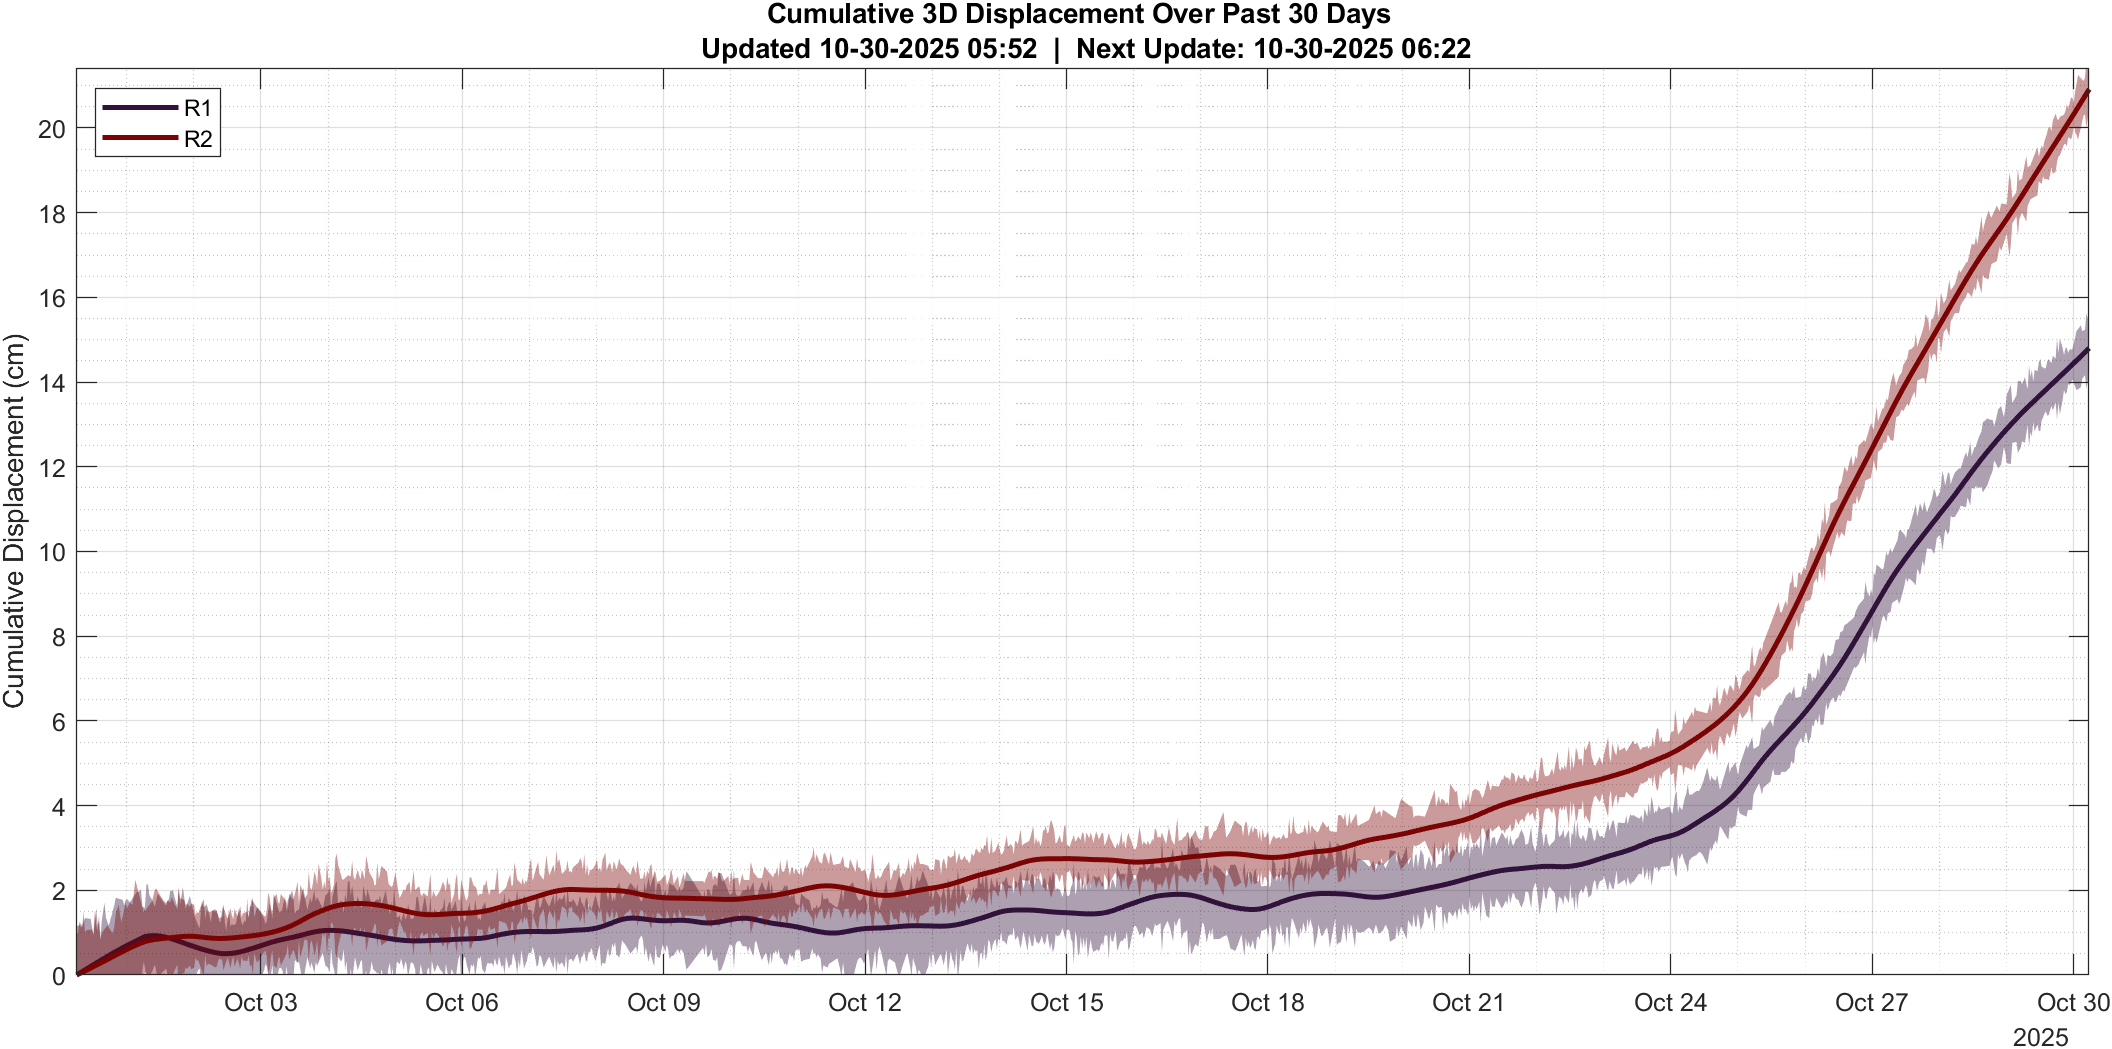 Cumulative 3D Displacement Over Past 30 Days
Updated 10-30-2025 05:52 | Next Update: 10-30-2025 06:22
R1
R2
Cumulative Displacement (cm)
20
18
16
14
12
10
8
6
4
2
0
Oct 03 Oct 06 Oct 09 Oct 12 Oct 15 Oct 18 Oct 21 Oct 24 Oct 27 Oct 30
2025